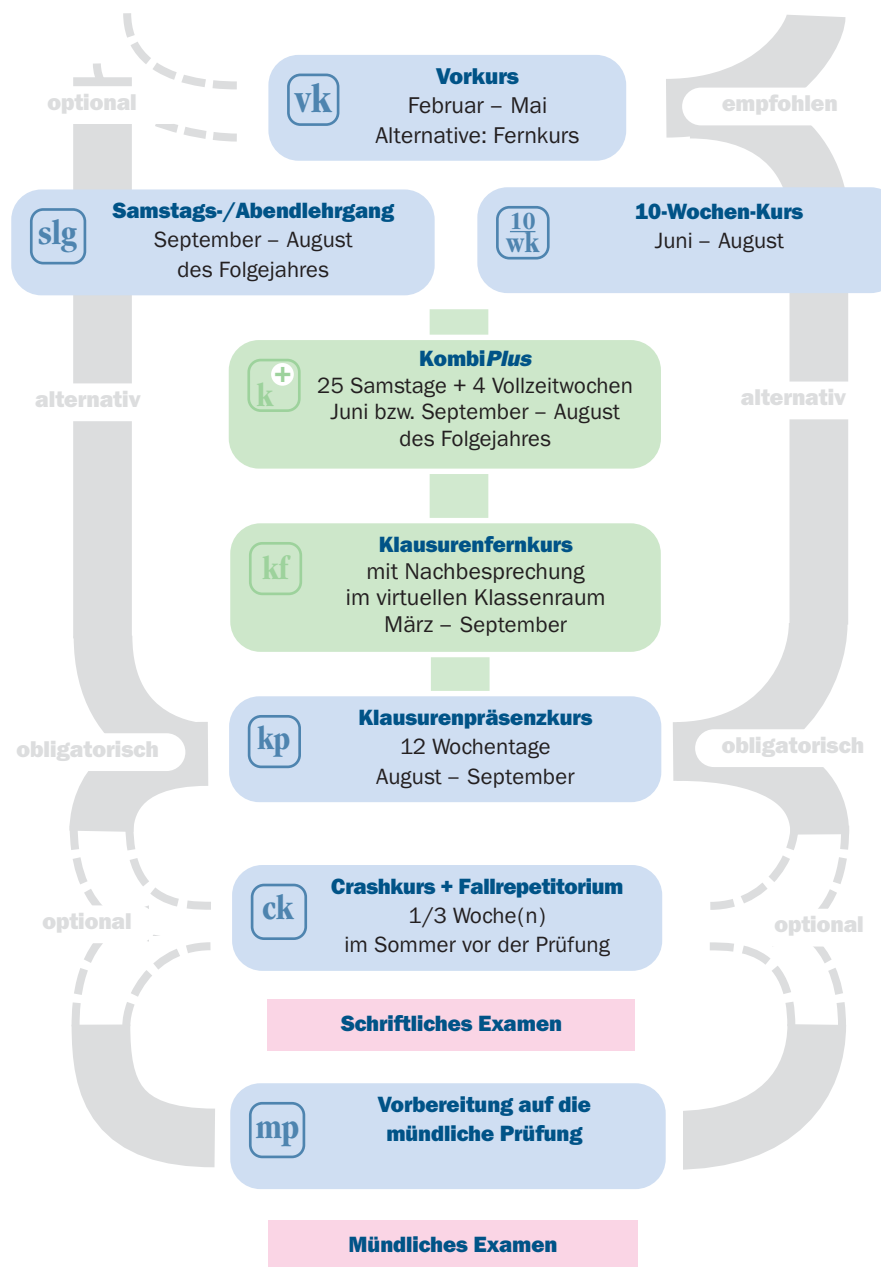 Vorkurs
vk
Februar – Mai
Alternative: Fernkurs
optional
empfohlen
slg
Samstags-/Abendlehrgang
September – August
des Folgejahres
10
wk
10-Wochen-Kurs
Juni – August
KombiPlus
k+
25 Samstage + 4 Vollzeitwochen
Juni bzw. September – August
des Folgejahres
alternativ
alternativ
Klausurenfernkurs
kf
mit Nachbesprechung
im virtuellen Klassenraum
März – September
Klausurenpräsenzkurs
kp
12 Wochentage
August – September
obligatorisch
obligatorisch
Crashkurs + Fallrepetitorium
ck
1/3 Woche(n)
im Sommer vor der Prüfung
optional
optional
Schriftliches Examen
mp
Vorbereitung auf die
mündliche Prüfung
Mündliches Examen